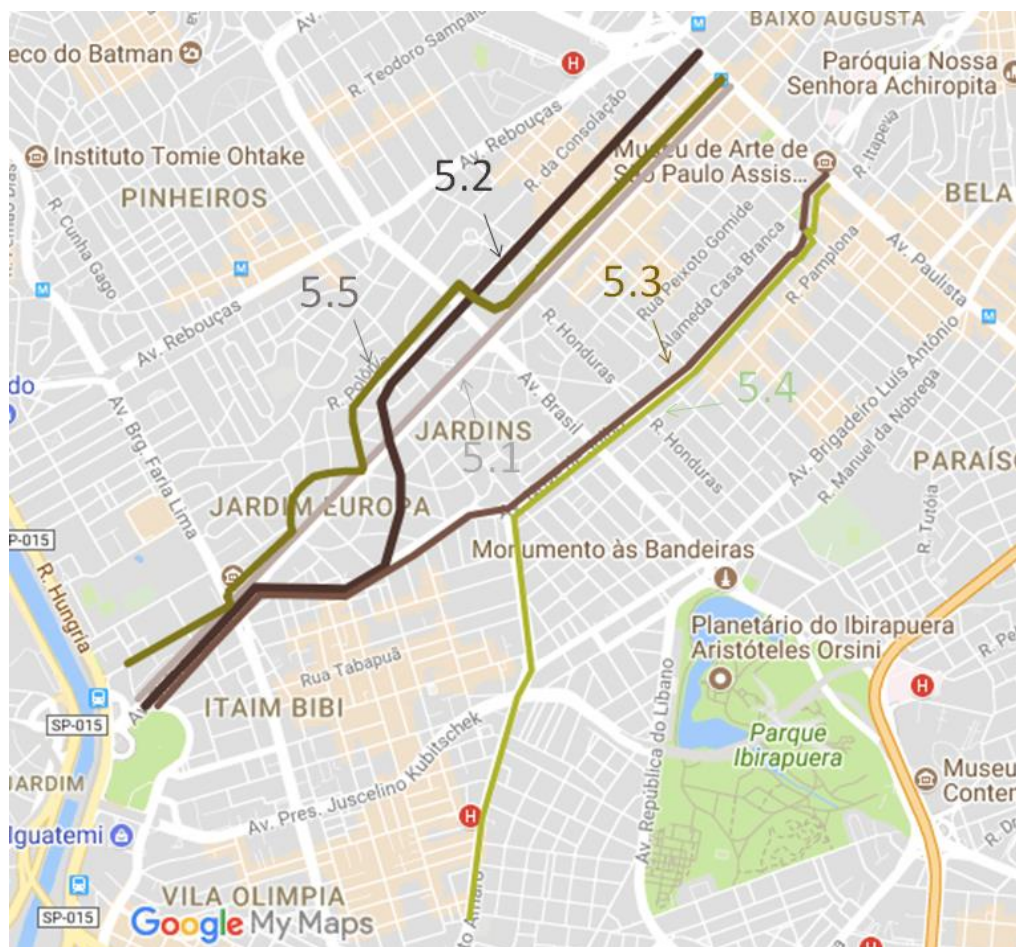 BAIXO AUGUSTA
eco do Batman
R. Teodoro Sampaio
H
Paróquia Nossa
Senhora Achiropita
Av. Rebouças
R. da Consolação
R. Itapeva
Instituto Tomie Ohtake
Museu de Arte de
São Paulo Assis...
PINHEIROS
5.2
BELA
R. Cunha Gago
Rua Peixoto Gomide
Alameda Casa Branca
R. Pamplona
Av. Paulista
5.5
5.3
R. Honduras
Av. Rebouças
R. Polônia
do
Av. Brig. Faria Lima
Av. Brasil
5.4
Av. Brigadeiro Luís Antônio
R. Manuel da Nóbrega
JARDINS
5.1
R. Honduras
PARAÍSO
JARDIM EUROPA
R. Tutóia
P-015
Monumento às Bandeiras
R. Hungria
Planetário do Ibirapuera
Aristóteles Orsini
Rua Tabapuã
H
ITAIM BIBI
SP-015
Parque
Ibirapuera
Av. República do Líbano
JARDIM
Av. Pres. Juscelino Kubitschek
Museu
Conter
H
Iguatemi
VILA OLIMPIA
SP-015
Google My Maps
to Amaro
H